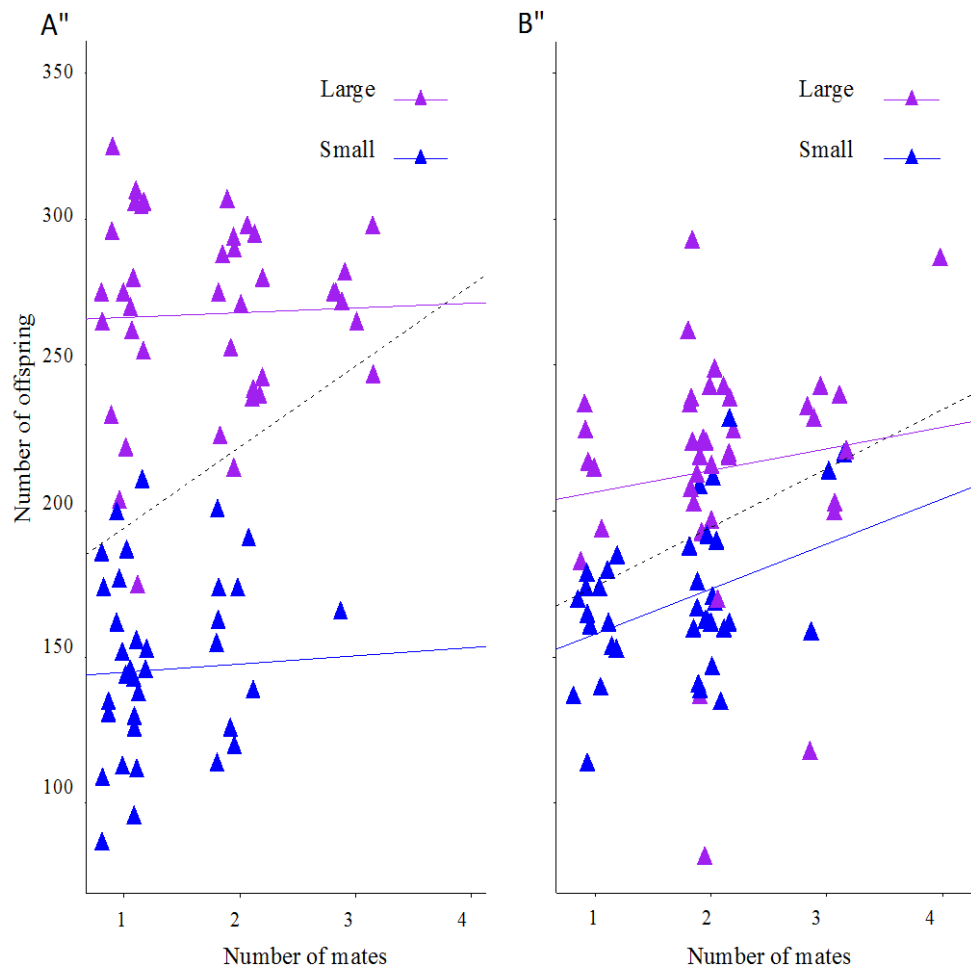 A"
350
300
250
200
150
100
Number of offspring
Large
Small
1 2 3 4
Number of mates
B"
Large
Small
1 2 3 4
Number of mates